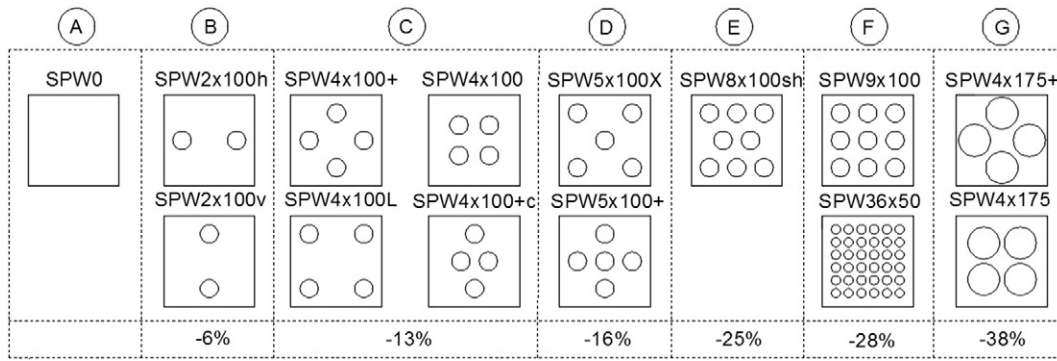 A B C D E F G
SPW0 SPW2x100h SPW4x100+ SPW4x100 SPW5x100X SPW8x100sh SPW9x100 SPW4x175+
SPW2x100v SPW4x100L SPW4x100+c SPW5x100+ SPW36x50 SPW4x175
-6% -13% -16% -25% -28% -38%